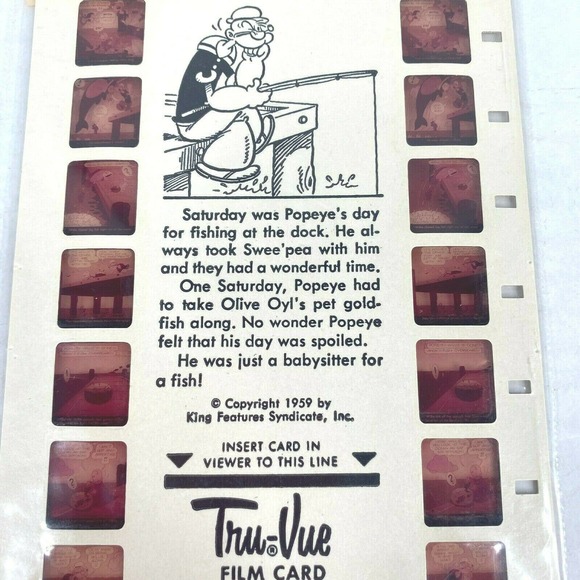 Saturday was Popeye's day
for fishing at the dock. He al-
ways took Swee'pea with him
and they had a wonderful time.
One Saturday, Popeye had
to take Olive Oyl's pet gold-
fish along. No wonder Popeye
felt that his day was spoiled.
He was just a babysitter for
a fish!
© Copyright 1959 by
King Features Syndicate, Inc.
INSERT CARD IN
VIEWER TO THIS LINE
Tru-Vue
®
FILM CARD